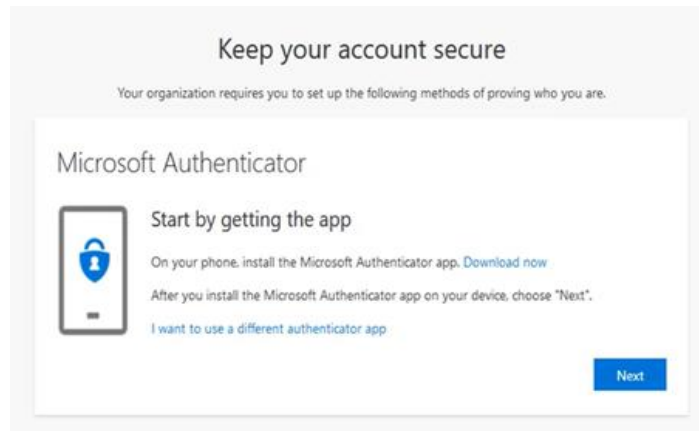 Keep your account secure
Your organization requires you to set up the following methods of proving who you are.
Microsoft Authenticator
Start by getting the app
On your phone, install the Microsoft Authenticator app. Download now
After you install the Microsoft Authenticator app on your device, choose "Next".
I want to use a different authenticator app
Next